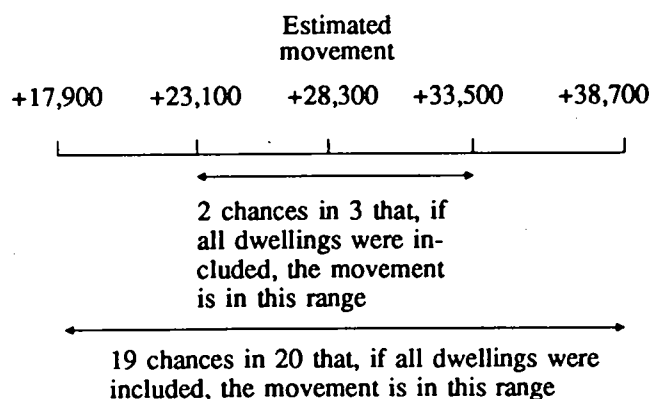 Estimated
movement
+17,900 +23,100 +28,300 +33,500 +38,700
2 chances in 3 that, if
all dwellings were in-
cluded, the movement
is in this range
19 chances in 20 that, if all dwellings were
included, the movement is in this range